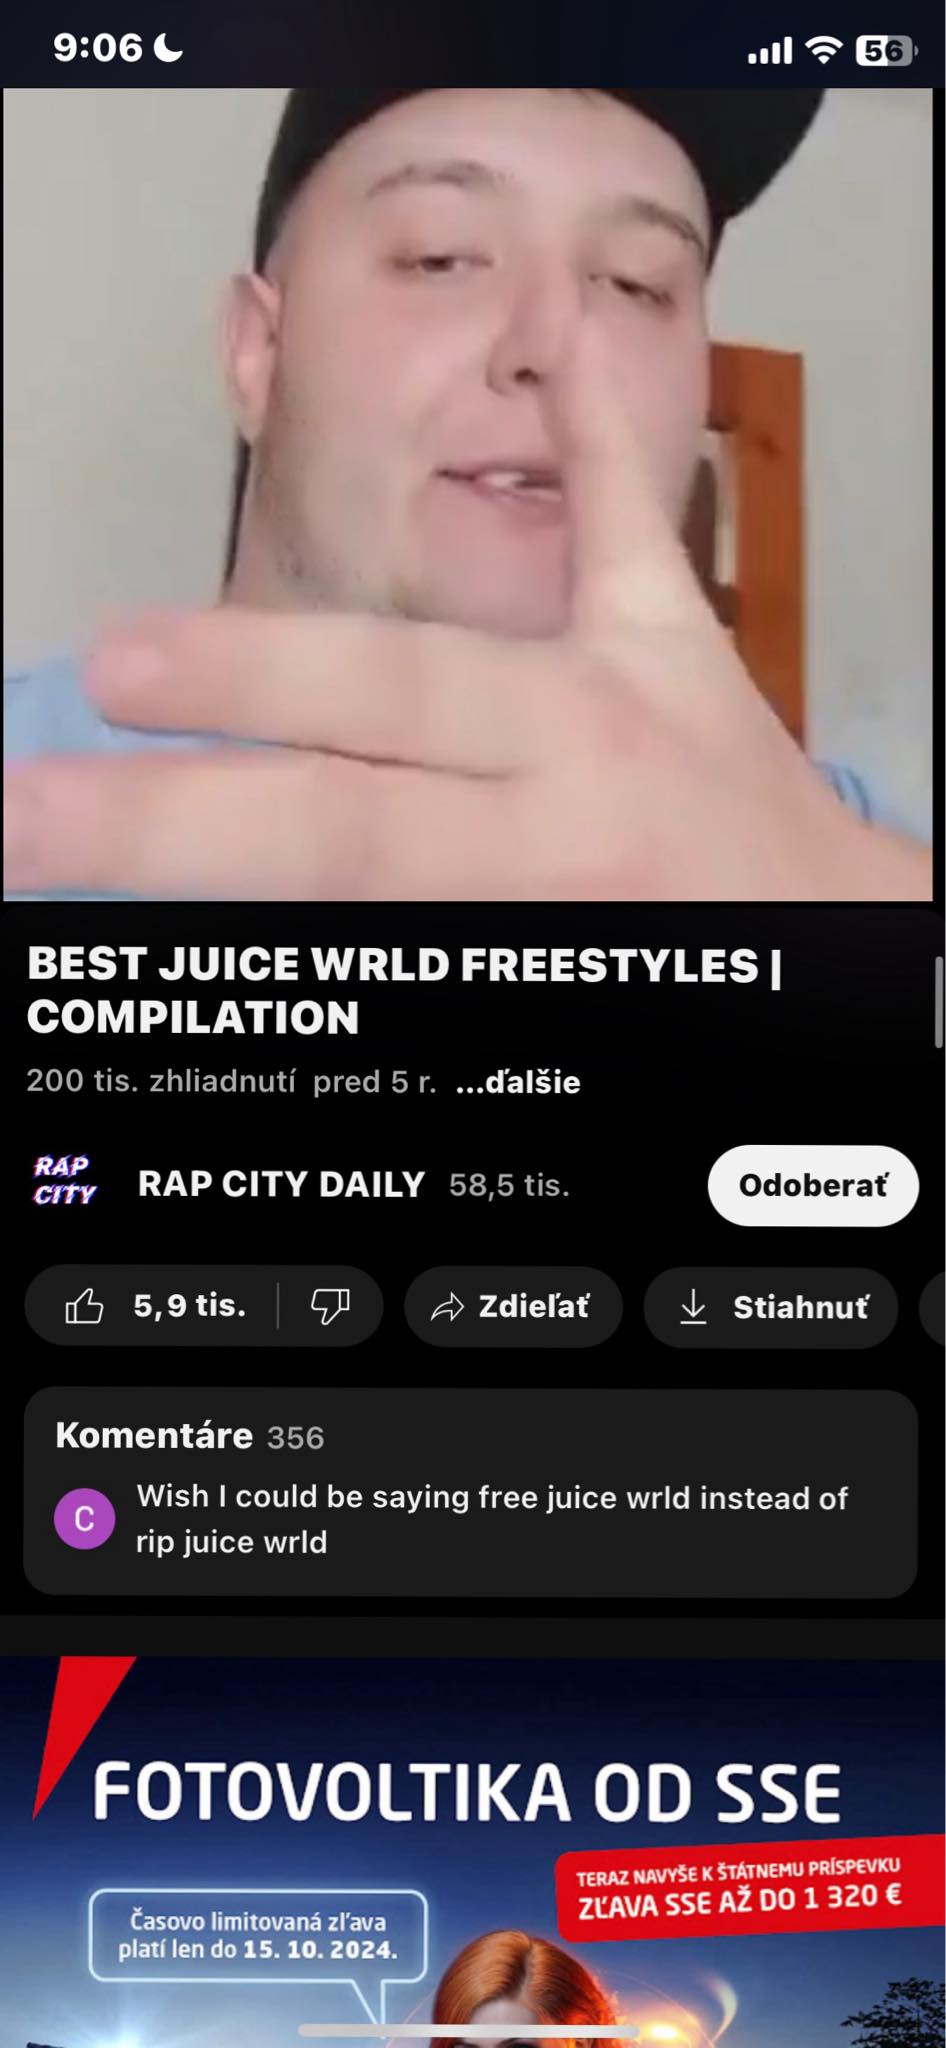 9:06
56
BEST JUICE WRLD FREESTYLES |
COMPILATION
200 tis. zhliadnutí pred 5 r. ...ďalšie
RAP
CITY
RAP CITY DAILY 58,5 tis.
Odoberať
5,9 tis.
Zdieľať
Stiahnuť
Komentáre 356
C
Wish I could be saying free juice wrld instead of
rip juice wrld
FOTOVOLTIKA OD SSE
TERAZ NAVYŠE K ŠTÁTNEMU PRÍSPEVKU
ZĽAVA SSE AŽ DO 1 320 €
Časovo limitovaná zľava
platí len do 15. 10. 2024.